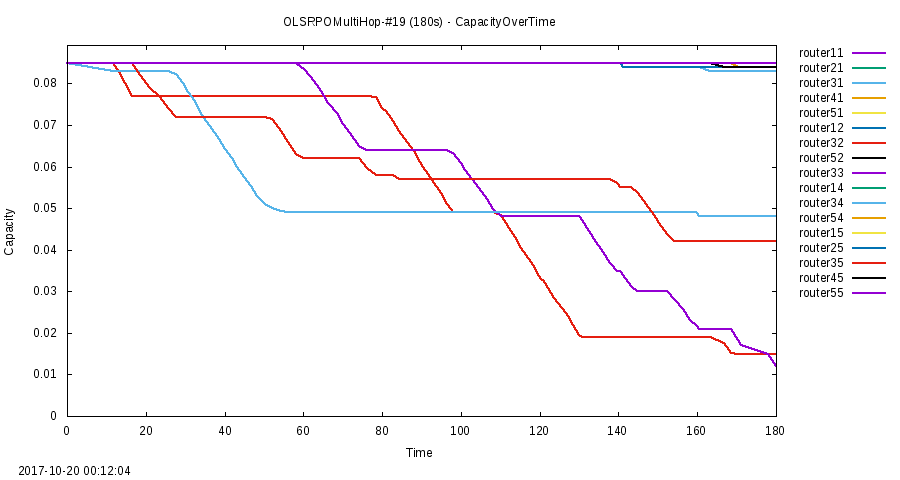 OLSRPOMultiHop-#19 (180s) - CapacityOverTime
Capacity
0.08
0.07
0.06
0.05
0.04
0.03
0.02
0.01
0
0 20 40 60 80 100 120 140 160 180
Time
router11
router21
router31
router41
router51
router12
router32
router52
router33
router14
router34
router54
router15
router25
router35
router45
router55
2017-10-20 00:12:04